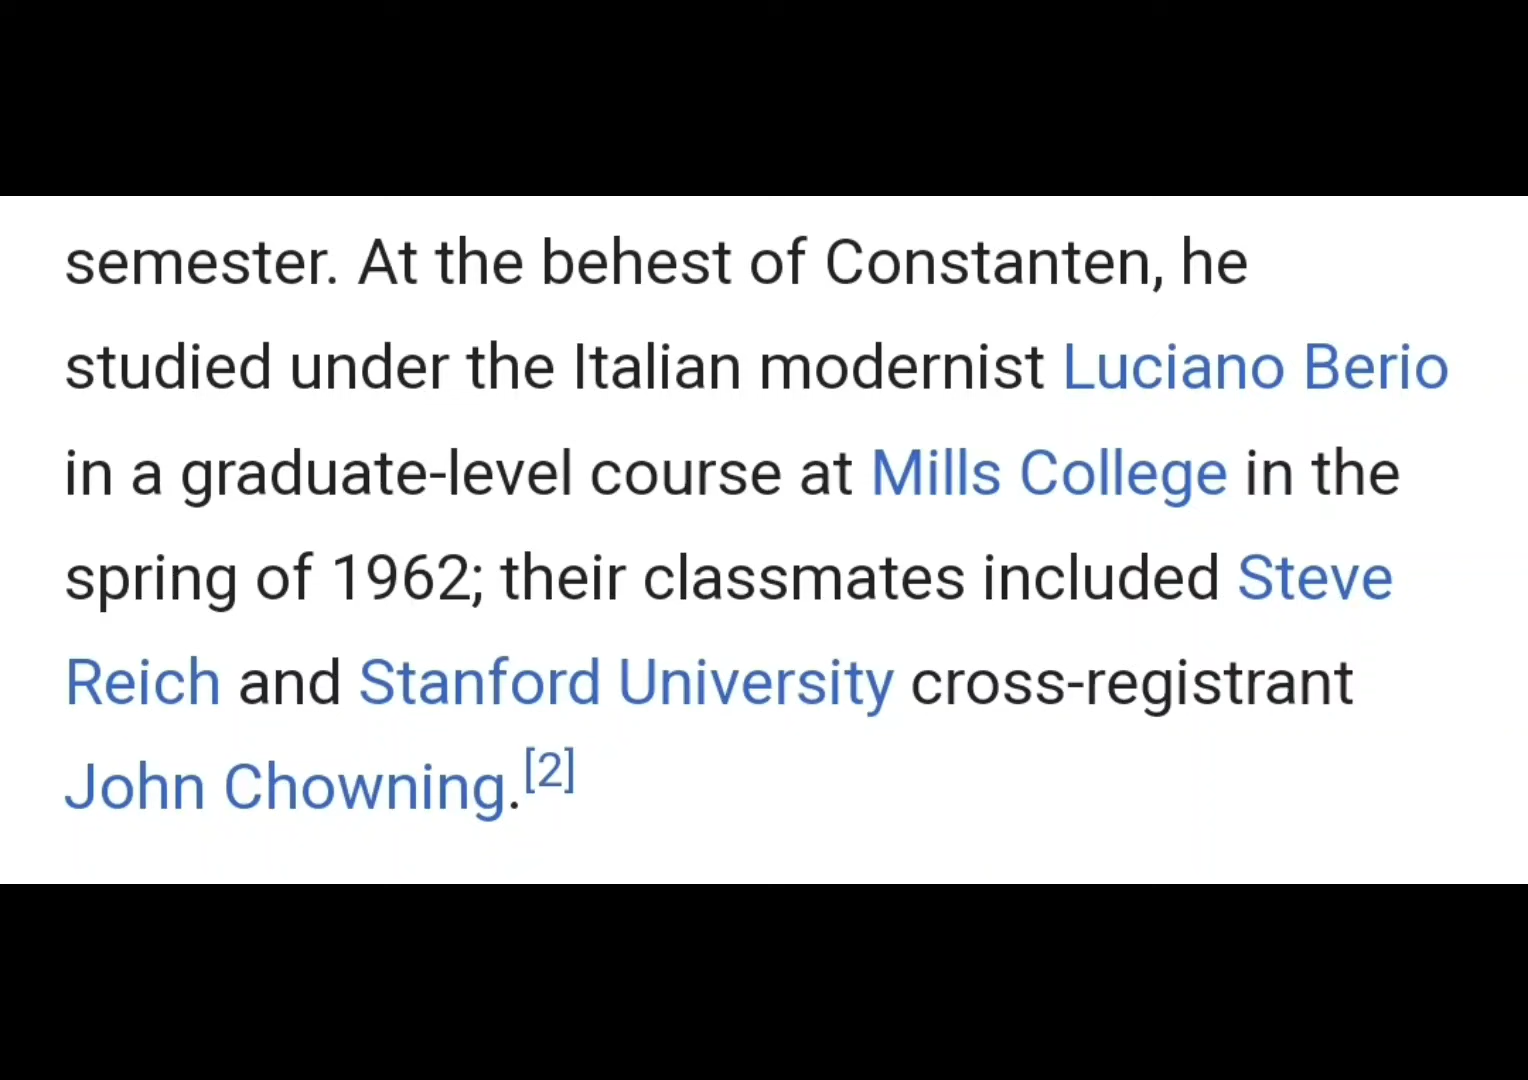 semester. At the behest of Constanten, he
studied under the Italian modernist Luciano Berio
in a graduate-level course at Mills College in the
spring of 1962; their classmates included Steve
Reich and Stanford University cross-registrant
John Chowning.[2]